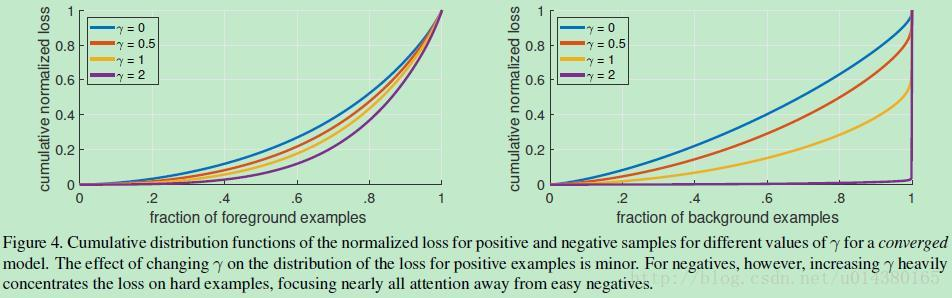 cumulative normalized loss
1
0.8
0.6
0.4
0.2
0
γ = 0
γ = 0.5
γ = 1
γ = 2
0 .2 .4 .6 .8 1
fraction of foreground examples
cumulative normalized loss
1
0.8
0.6
0.4
0.2
0
γ = 0
γ = 0.5
γ = 1
γ = 2
0 .2 .4 .6 .8 1
fraction of background examples
Figure 4. Cumulative distribution functions of the normalized loss for positive and negative samples for different values of γ for a converged
model. The effect of changing γ on the distribution of the loss for positive examples is minor. For negatives, however, increasing γ heavily
concentrates the loss on hard examples, focusing nearly all attention away from easy negatives.
http://blog.csdn.net/u014380165